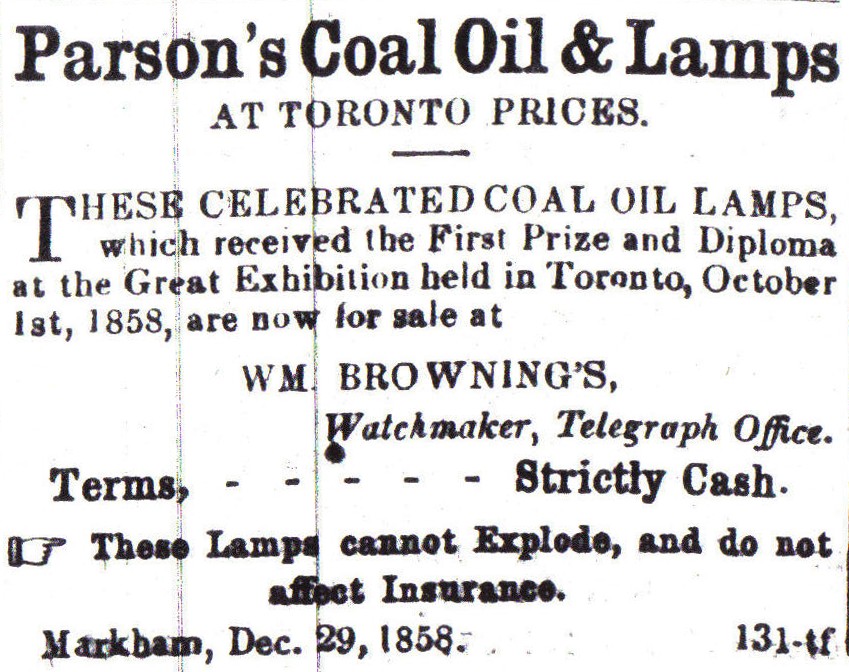 Parson's Coal Oil & Lamps
AT TORONTO PRICES.
THESE CELEBRATED COAL OIL LAMPS,
which received the First Prize and Diploma
at the Great Exhibition held in Toronto, October
1st, 1858, are now for sale at
WM. BROWNING'S,
Watchmaker, Telegraph Office.
Terms, - - - - - Strictly Cash.
☞ These Lamps cannot Explode, and do not
affect Insurance.
Markham, Dec. 29, 1858. 131-tf